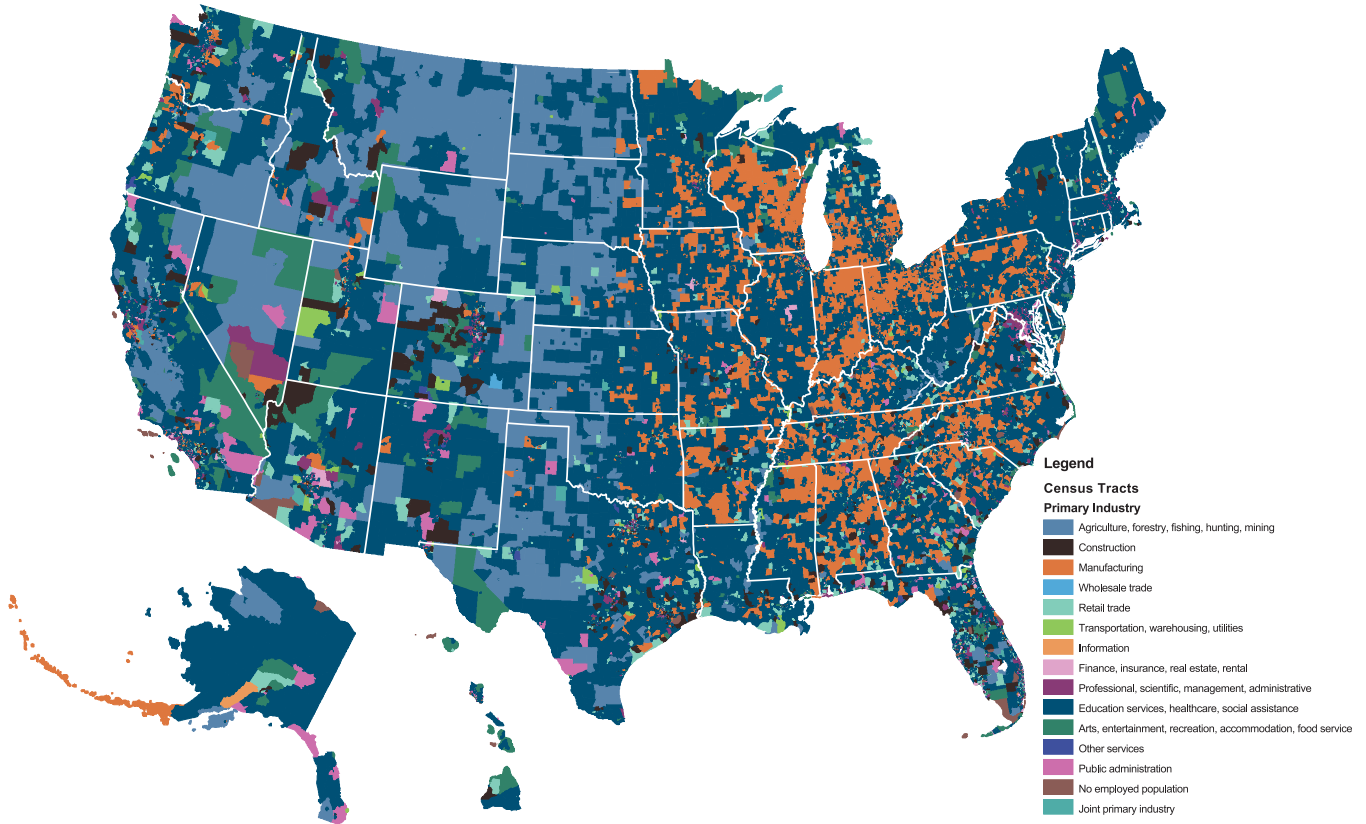 Legend
Census Tracts
Primary Industry
Agriculture, forestry, fishing, hunting, mining
Construction
Manufacturing
Wholesale trade
Retail trade
Transportation, warehousing, utilities
Information
Finance, insurance, real estate, rental
Professional, scientific, management, administrative
Education services, healthcare, social assistance
Arts, entertainment, recreation, accommodation, food service
Other services
Public administration
No employed population
Joint primary industry